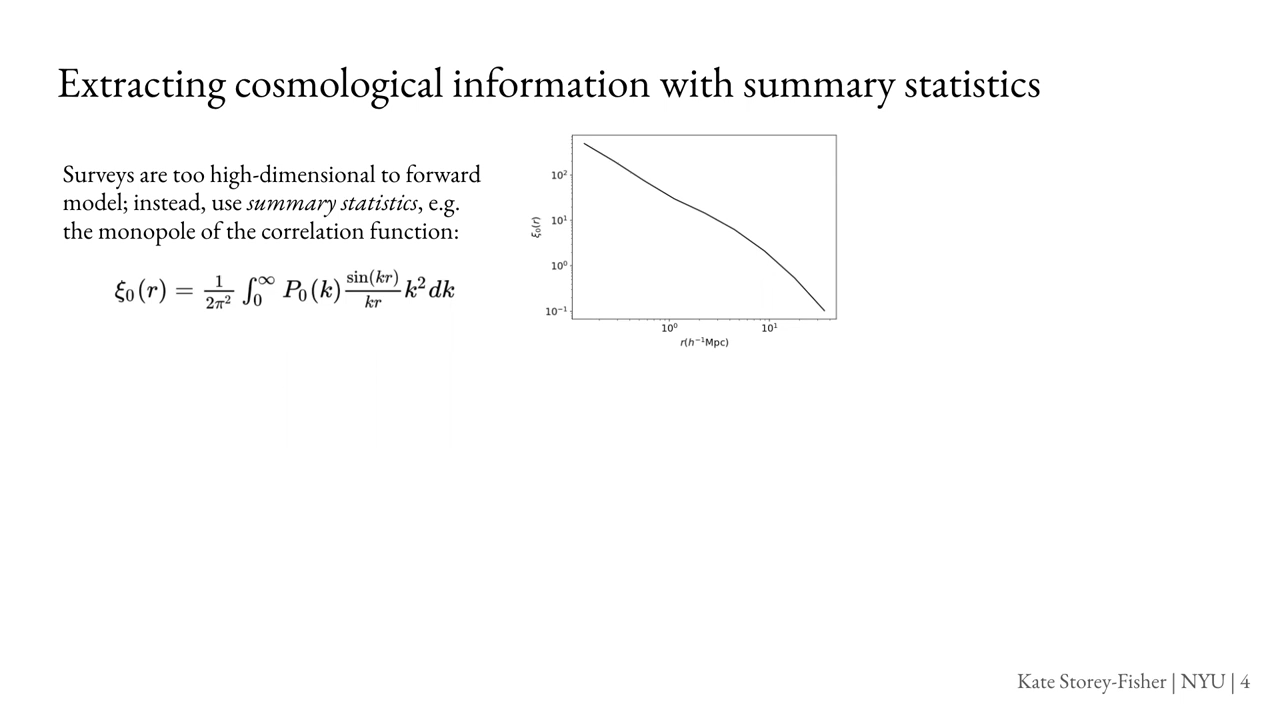 Extracting cosmological information with summary statistics
Surveys are too high-dimensional to forward
model; instead, use summary statistics, e.g.
the monopole of the correlation function:
ξ₀(r) = 1/2π² ∫₀^∞ P₀(k) sin(kr)/kr k² dk
10²
10¹
10⁰
10⁻¹
ξ₀(r)
10⁰ 10¹
r(h⁻¹Mpc)
Kate Storey-Fisher | NYU | 4